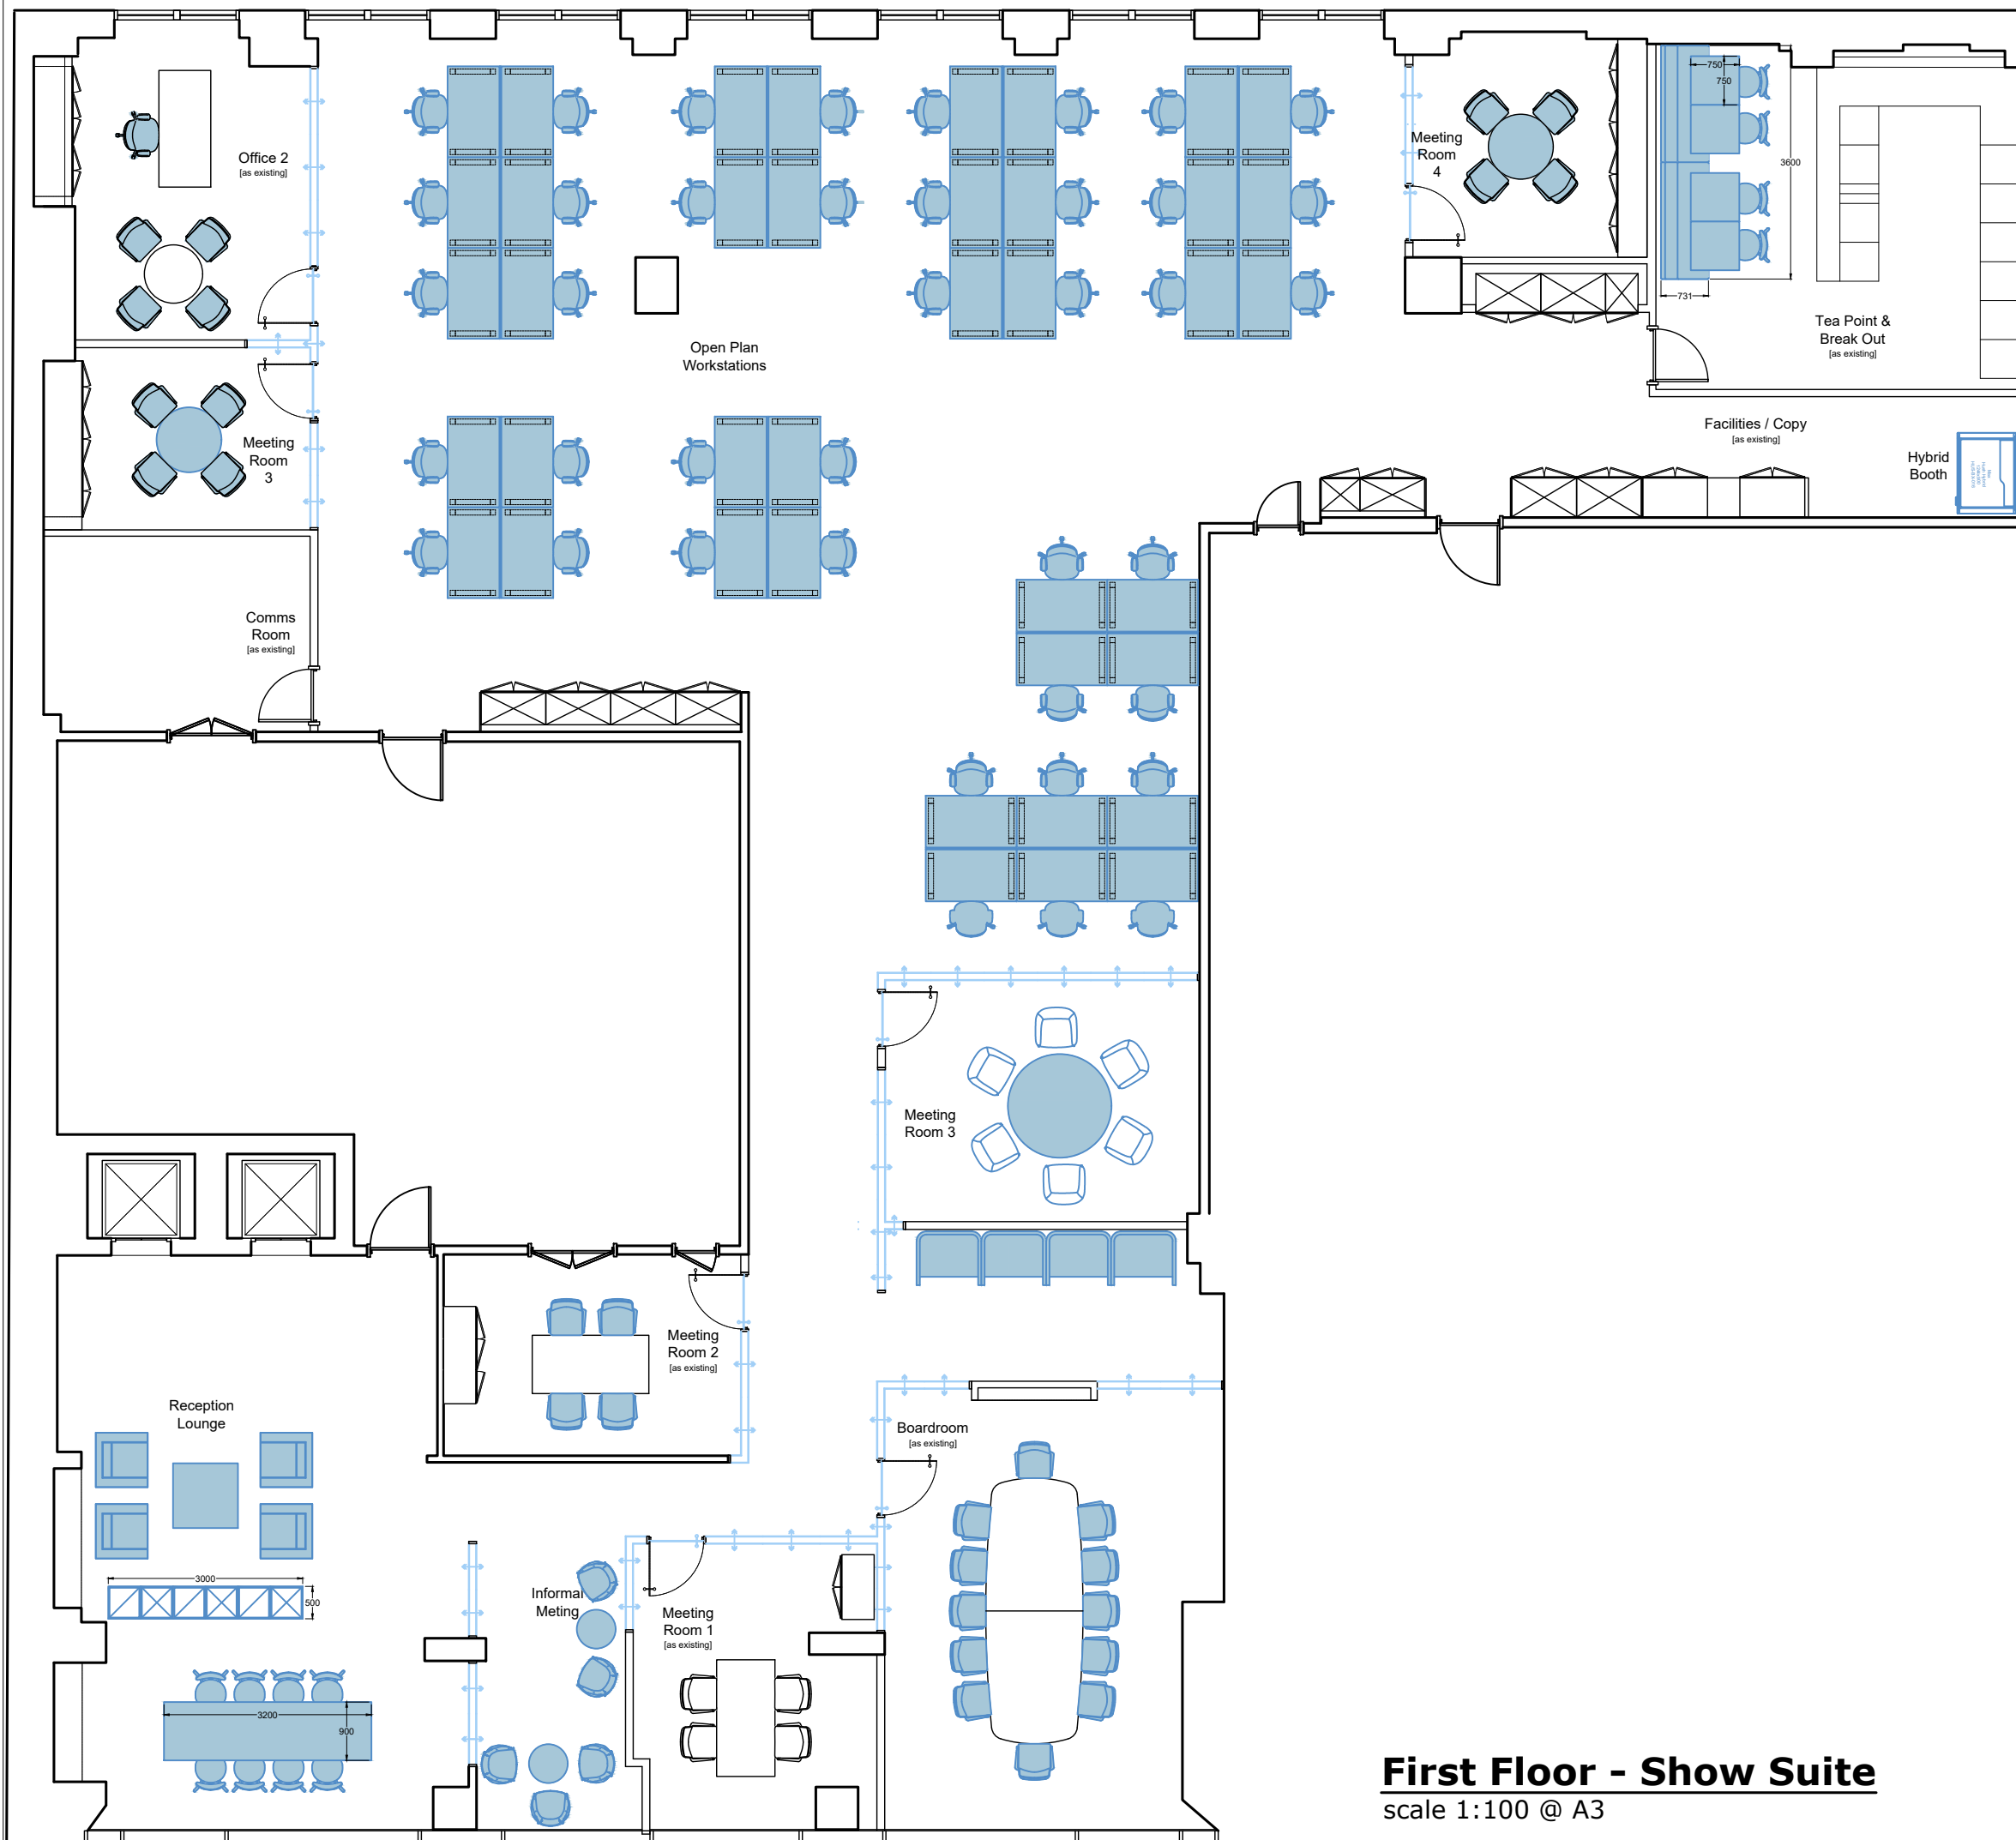 750
750
3600
731
Office 2
[as existing]
Meeting
Room
4
Tea Point &
Break Out
[as existing]
Open Plan
Workstations
Meeting
Room
3
Facilities / Copy
[as existing]
Hybrid
Booth
Comms
Room
[as existing]
Meeting
Room 3
Meeting
Room 2
[as existing]
Reception
Lounge
Boardroom
[as existing]
3000
500
Informal
Meting
Meeting
Room 1
[as existing]
3200
900
First Floor - Show Suite
scale 1:100 @ A3